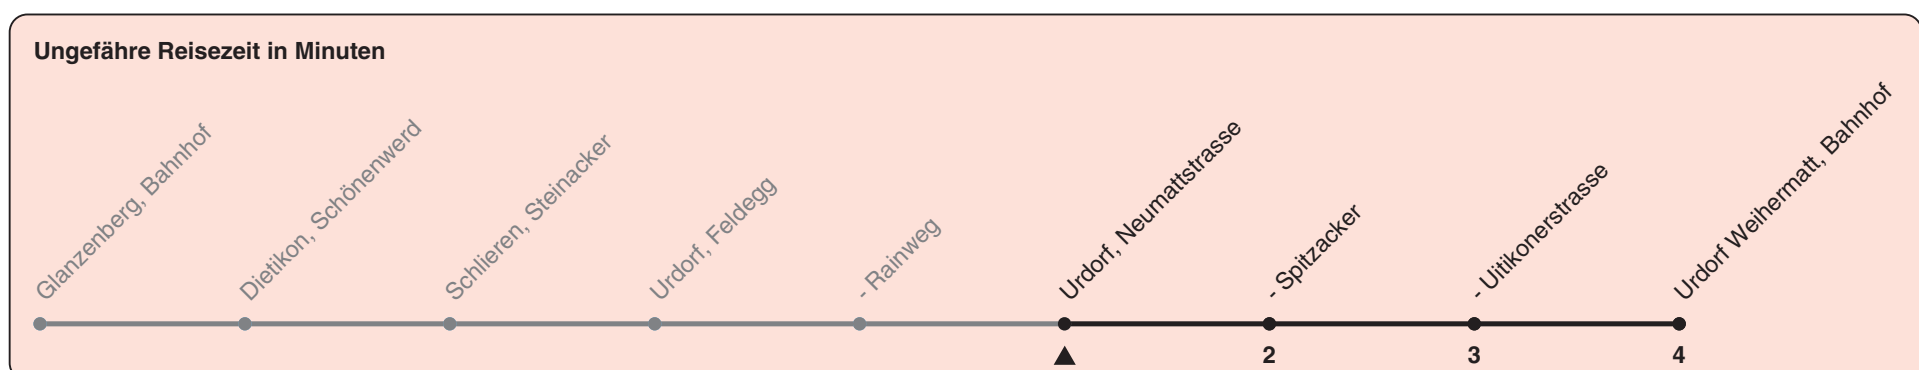 Ungefähre Reisezeit in Minuten
Glanzenberg, Bahnhof
Dietikon, Schönenwerd
Schlieren, Steinacker
Urdorf, Feldegg
- Rainweg
Urdorf, Neumattstrasse
- Spitzacker
- Uitikonerstrasse
Urdorf Weihermatt, Bahnhof
2 3 4